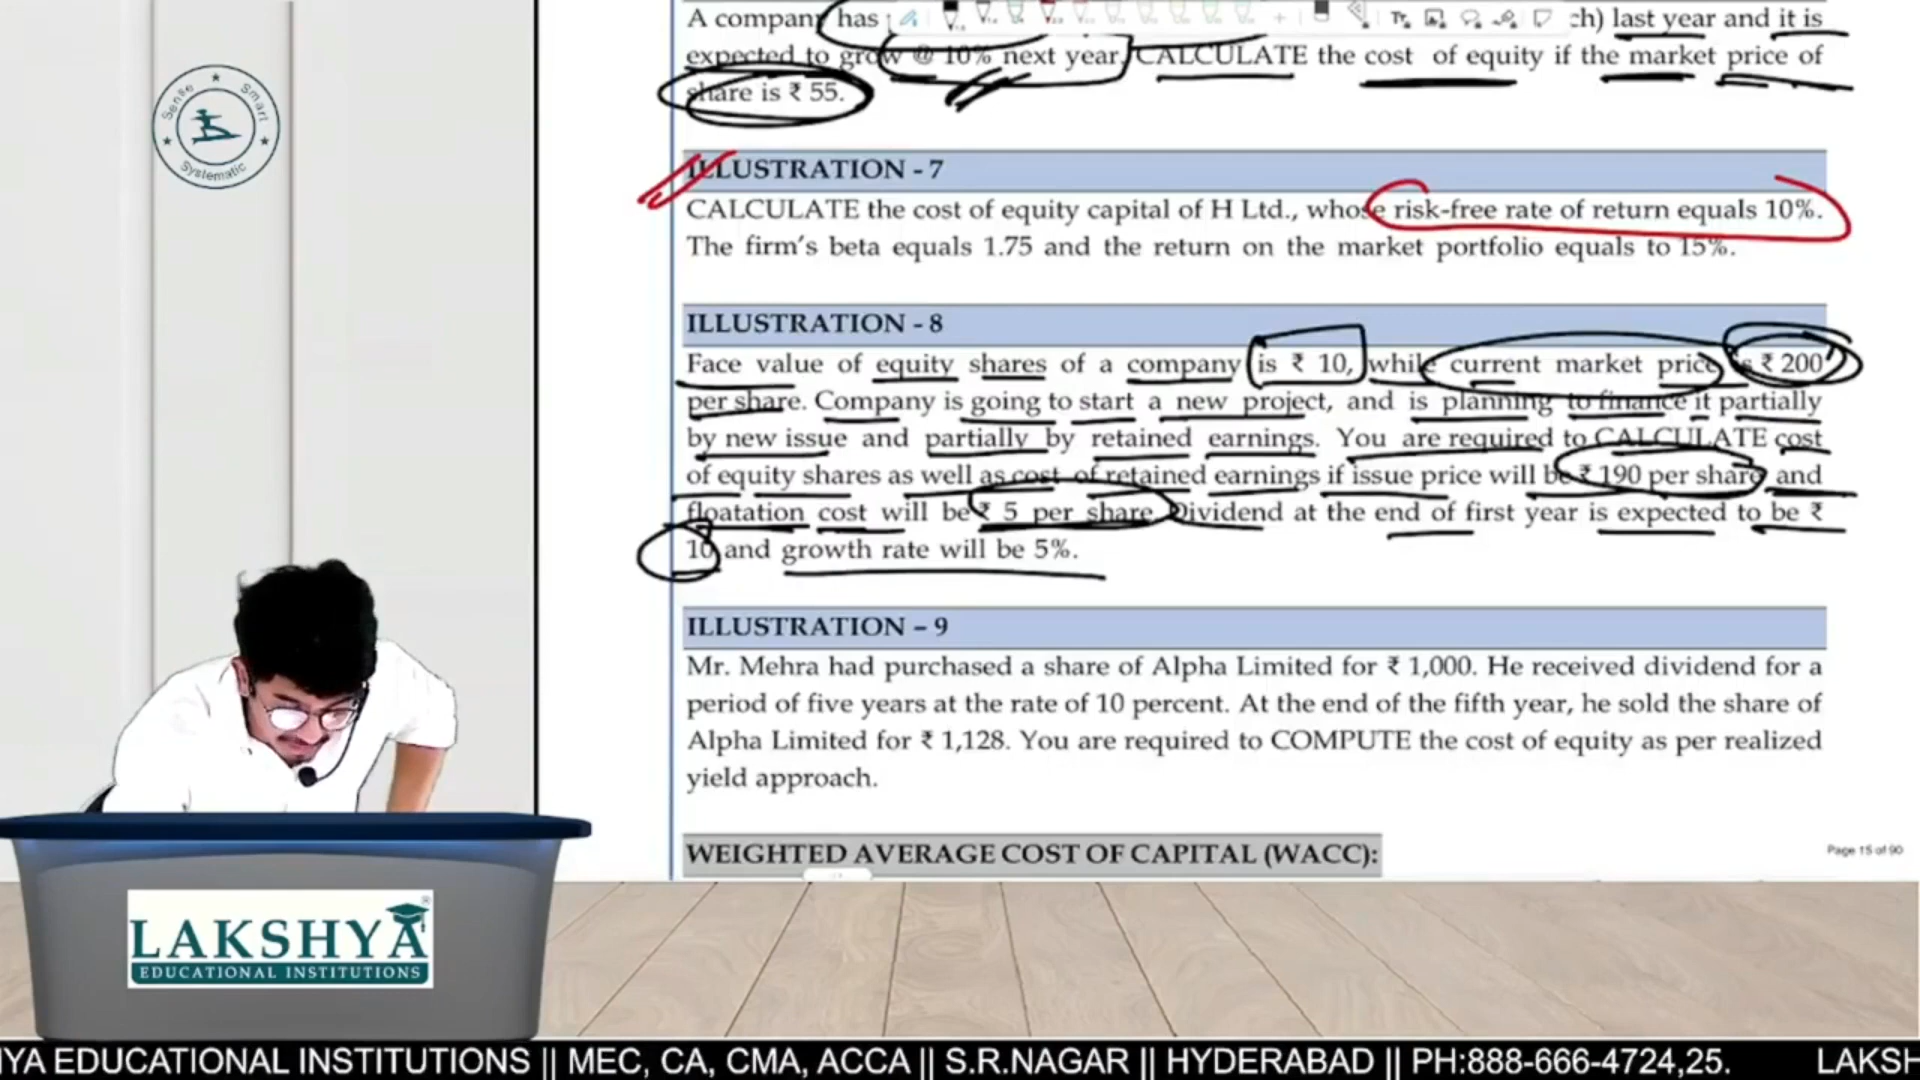 A company has
ch) last year and it is
expected to grow @ 10% next year. CALCULATE the cost of equity if the market price of
share is ₹ 55.
Sense Smart
Systematic
ILLUSTRATION - 7
CALCULATE the cost of equity capital of H Ltd., whose risk-free rate of return equals 10%.
The firm's beta equals 1.75 and the return on the market portfolio equals to 15%.
ILLUSTRATION - 8
Face value of equity shares of a company is ₹ 10, while current market price is ₹ 200
per share. Company is going to start a new project, and is planning to finance it partially
by new issue and partially by retained earnings. You are required to CALCULATE cost
of equity shares as well as cost of retained earnings if issue price will be ₹ 190 per share and
floatation cost will be ₹ 5 per share. Dividend at the end of first year is expected to be ₹
10 and growth rate will be 5%.
ILLUSTRATION – 9
Mr. Mehra had purchased a share of Alpha Limited for ₹ 1,000. He received dividend for a
period of five years at the rate of 10 percent. At the end of the fifth year, he sold the share of
Alpha Limited for ₹ 1,128. You are required to COMPUTE the cost of equity as per realized
yield approach.
WEIGHTED AVERAGE COST OF CAPITAL (WACC):
Page 15 of 90
LAKSHYA®
EDUCATIONAL INSTITUTIONS
HYA EDUCATIONAL INSTITUTIONS || MEC, CA, CMA, ACCA || S.R.NAGAR || HYDERABAD || PH:888-666-4724,25. LAKSH